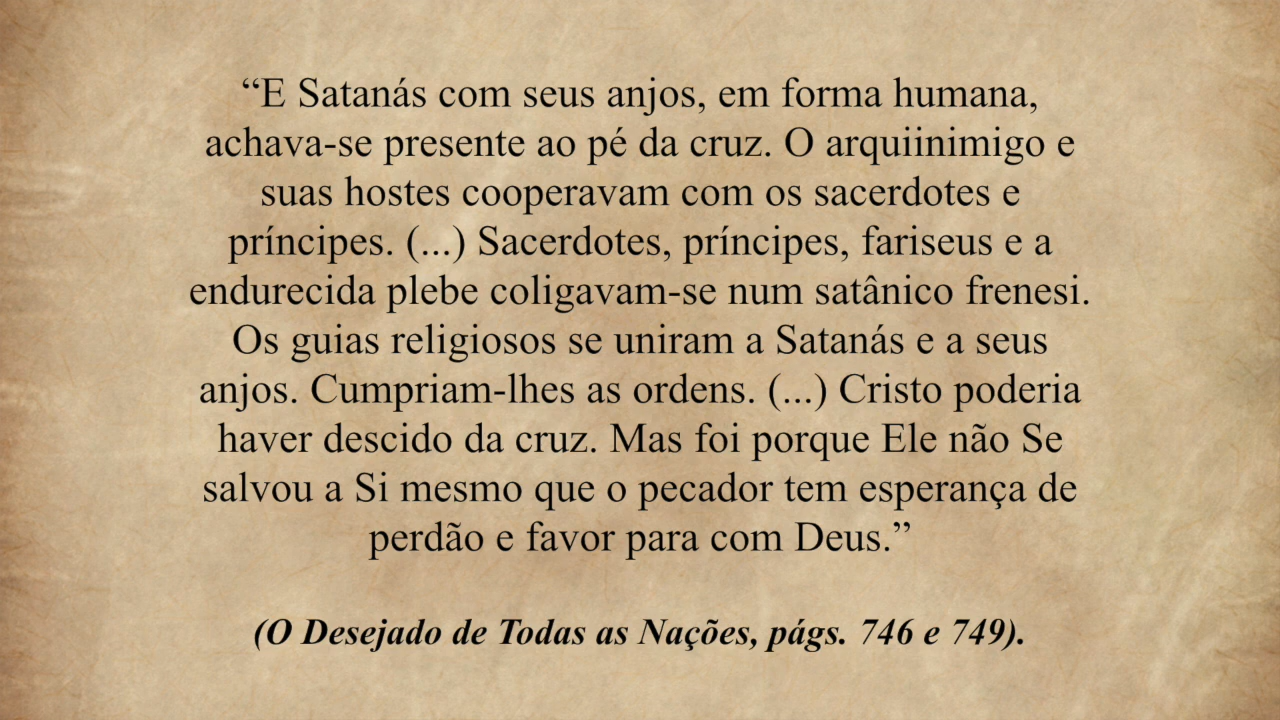 “E Satanás com seus anjos, em forma humana,
achava-se presente ao pé da cruz. O arquiinimigo e
suas hostes cooperavam com os sacerdotes e
príncipes. (...) Sacerdotes, príncipes, fariseus e a
endurecida plebe coligavam-se num satânico frenesi.
Os guias religiosos se uniram a Satanás e a seus
anjos. Cumpriam-lhes as ordens. (...) Cristo poderia
haver descido da cruz. Mas foi porque Ele não Se
salvou a Si mesmo que o pecador tem esperança de
perdão e favor para com Deus.”
(O Desejado de Todas as Nações, págs. 746 e 749).